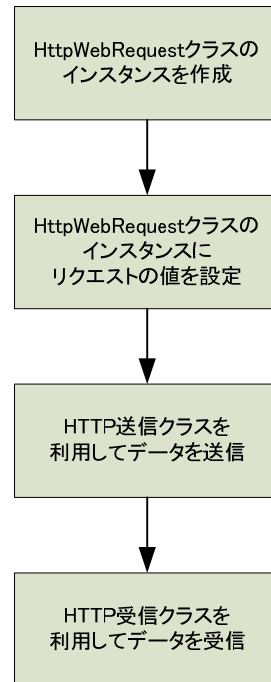 HttpWebRequestクラスの
インスタンスを作成
HttpWebRequestクラスの
インスタンスに
リクエストの値を設定
HTTP送信クラスを
利用してデータを送信
HTTP受信クラスを
利用してデータを受信